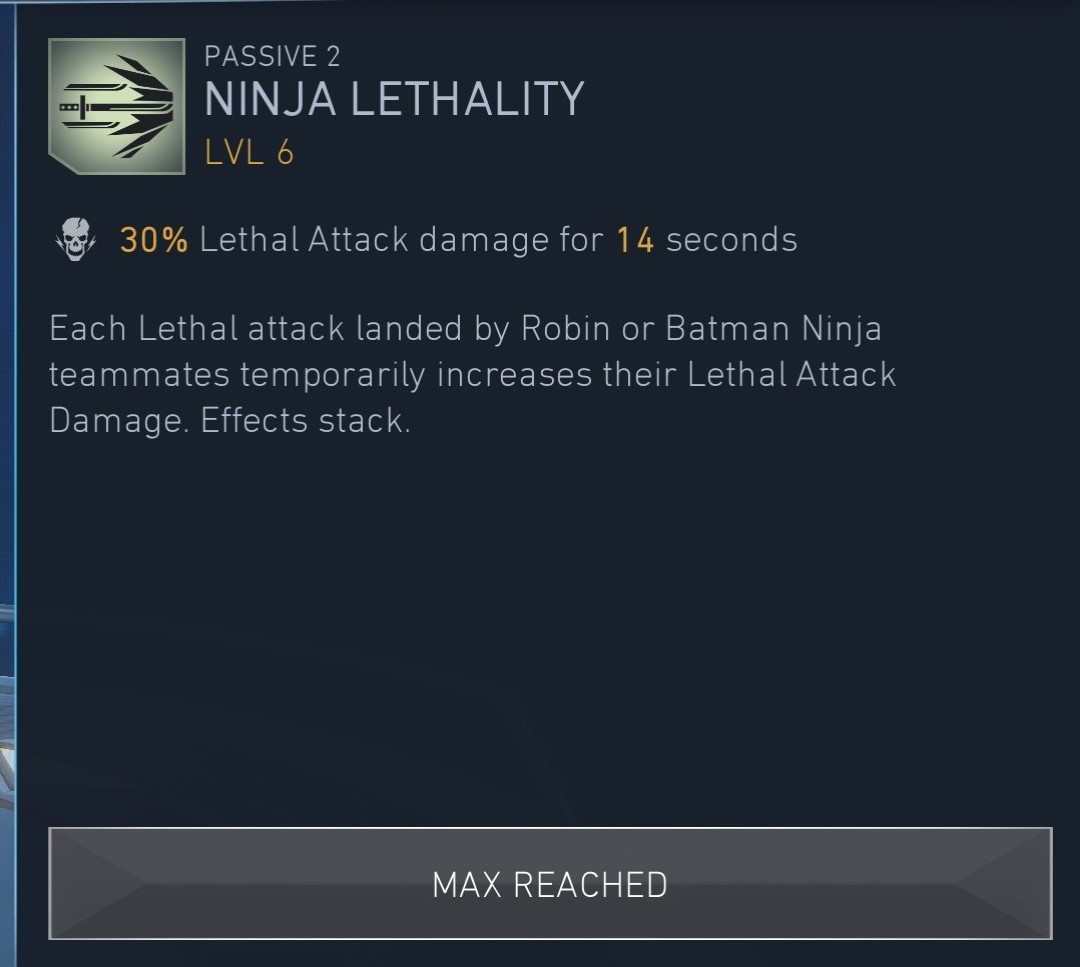 PASSIVE 2
NINJA LETHALITY
LVL 6
30% Lethal Attack damage for 14 seconds
Each Lethal attack landed by Robin or Batman Ninja
teammates temporarily increases their Lethal Attack
Damage. Effects stack.
MAX REACHED